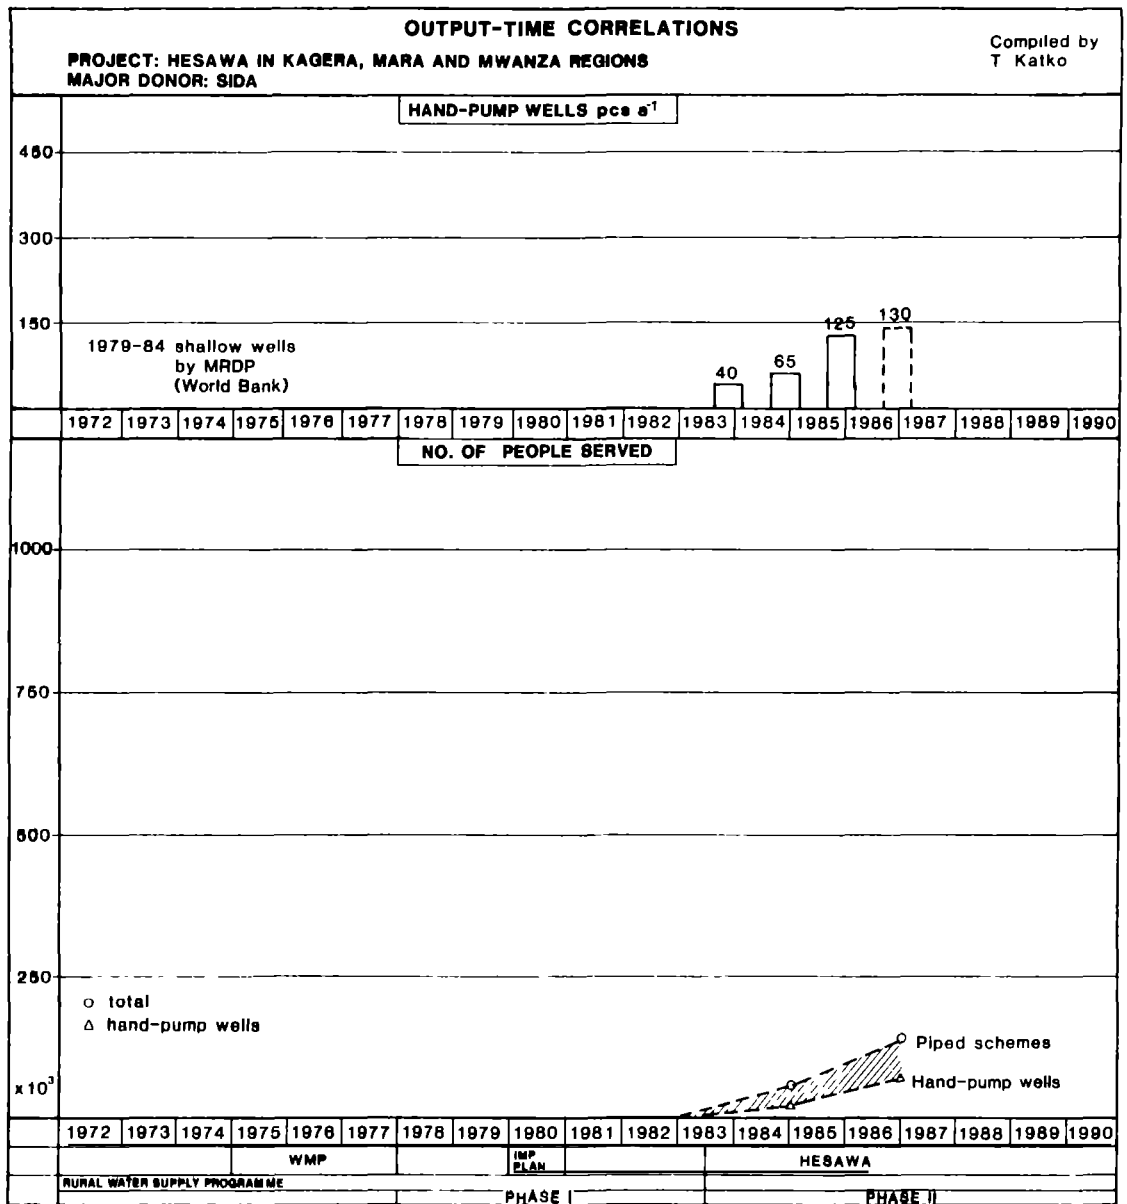 OUTPUT-TIME CORRELATIONS
PROJECT: HESAWA IN KAGERA, MARA AND MWANZA REGIONS
MAJOR DONOR: SIDA
Compiled by
T Katko
HAND-PUMP WELLS pcs a-1
450
300
150
1979-84 shallow wells
by MRDP
(World Bank)
40
65
125
130
1972 1973 1974 1975 1976 1977 1978 1979 1980 1981 1982 1983 1984 1985 1986 1987 1988 1989 1990
NO. OF PEOPLE SERVED
1000
750
500
250
o total
△ hand-pump wells
Piped schemes
Hand-pump wells
x 10³
1972 1973 1974 1975 1976 1977 1978 1979 1980 1981 1982 1983 1984 1985 1986 1987 1988 1989 1990
WMP
IMP
PLAN
HESAWA
RURAL WATER SUPPLY PROGRAMME
PHASE I
PHASE II